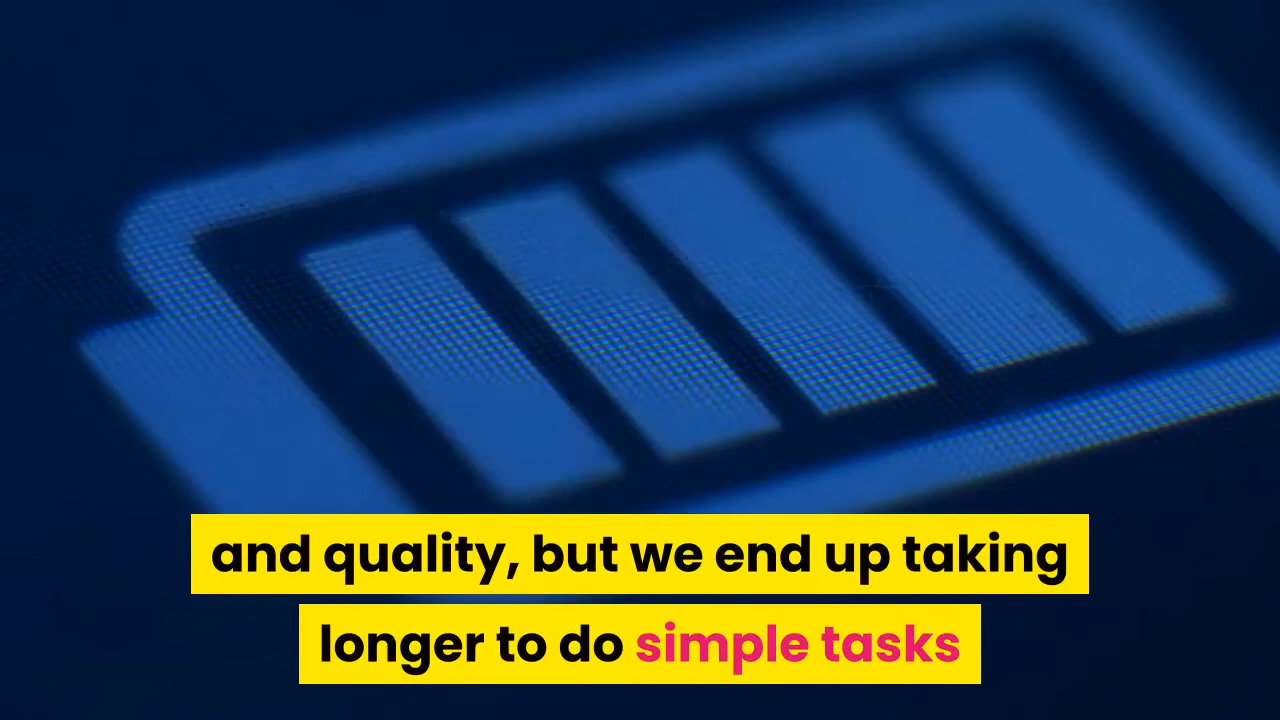 and quality, but we end up taking
longer to do simple tasks